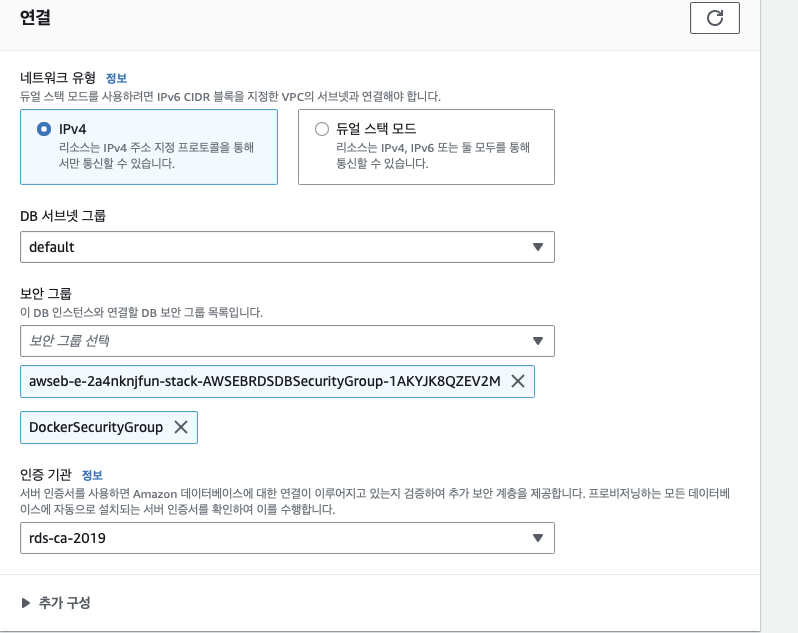 연결
네트워크 유형 정보
듀얼 스택 모드를 사용하려면 IPv6 CIDR 블록을 지정한 VPC의 서브넷과 연결해야 합니다.
IPv4
리소스는 IPv4 주소 지정 프로토콜을 통해
서만 통신할 수 있습니다.
듀얼 스택 모드
리소스는 IPv4, IPv6 또는 둘 모두를 통해
통신할 수 있습니다.
DB 서브넷 그룹
default
보안 그룹
이 DB 인스턴스와 연결할 DB 보안 그룹 목록입니다.
보안 그룹 선택
awseb-e-2a4nknjfun-stack-AWSEBRDSDBSecurityGroup-1AKYJK8QZEV2M
DockerSecurityGroup
인증 기관 정보
서버 인증서를 사용하면 Amazon 데이터베이스에 대한 연결이 이루어지고 있는지 검증하여 추가 보안 계층을 제공합니다. 프로비저닝하는 모든 데이터베
이스에 자동으로 설치되는 서버 인증서를 확인하여 이를 수행합니다.
rds-ca-2019
추가 구성